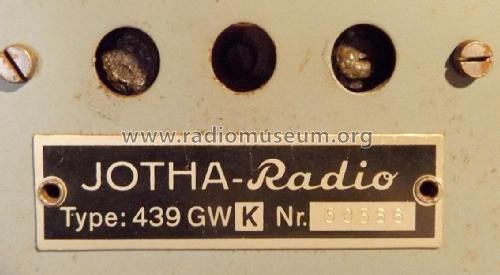 www.radiomuseum.org
JOTHA-Radio
Type: 439 GW K Nr.